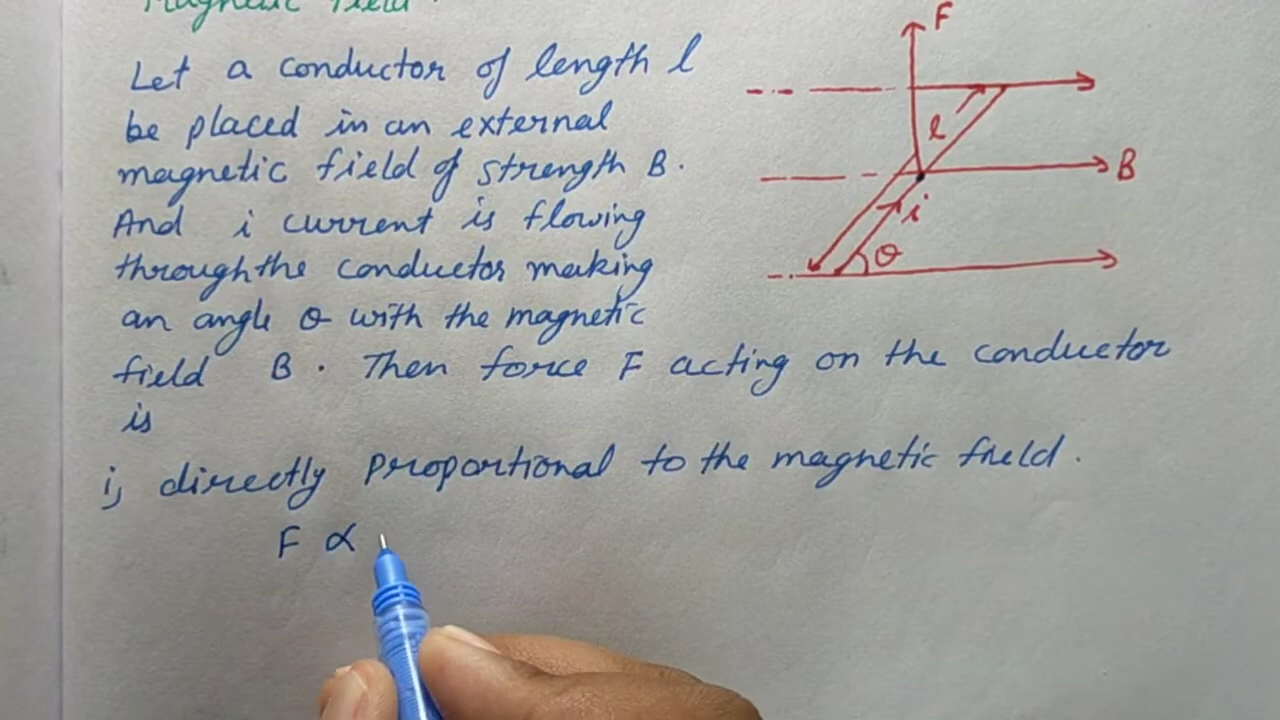 Magnetic field.
Let a conductor of length l
be placed in an external
magnetic field of strength B.
And i current is flowing
through the conductor making
an angle θ with the magnetic
field B. Then force F acting on the conductor
is
i, directly proportional to the magnetic field.
F ∝
F
l
B
i
θ